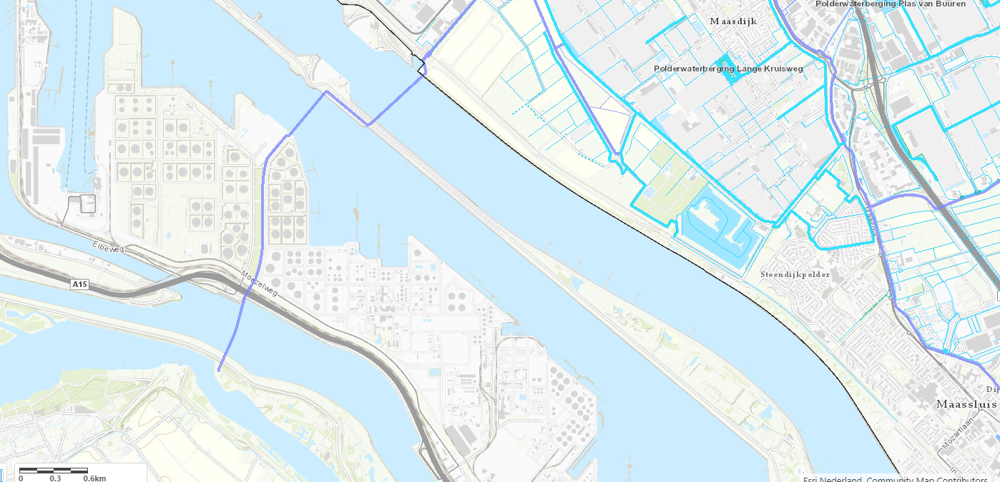 Polderwaterberging Plas van Buuren
Maasdijk
Polderwaterberging Lange Kruisweg
Maasdijk
Elbeweg
Moezelweg
A15
Steendijkpolder
Maassluis
Mozartlaan
0 0.3 0.6km
Esri Nederland, Community Map Contributors